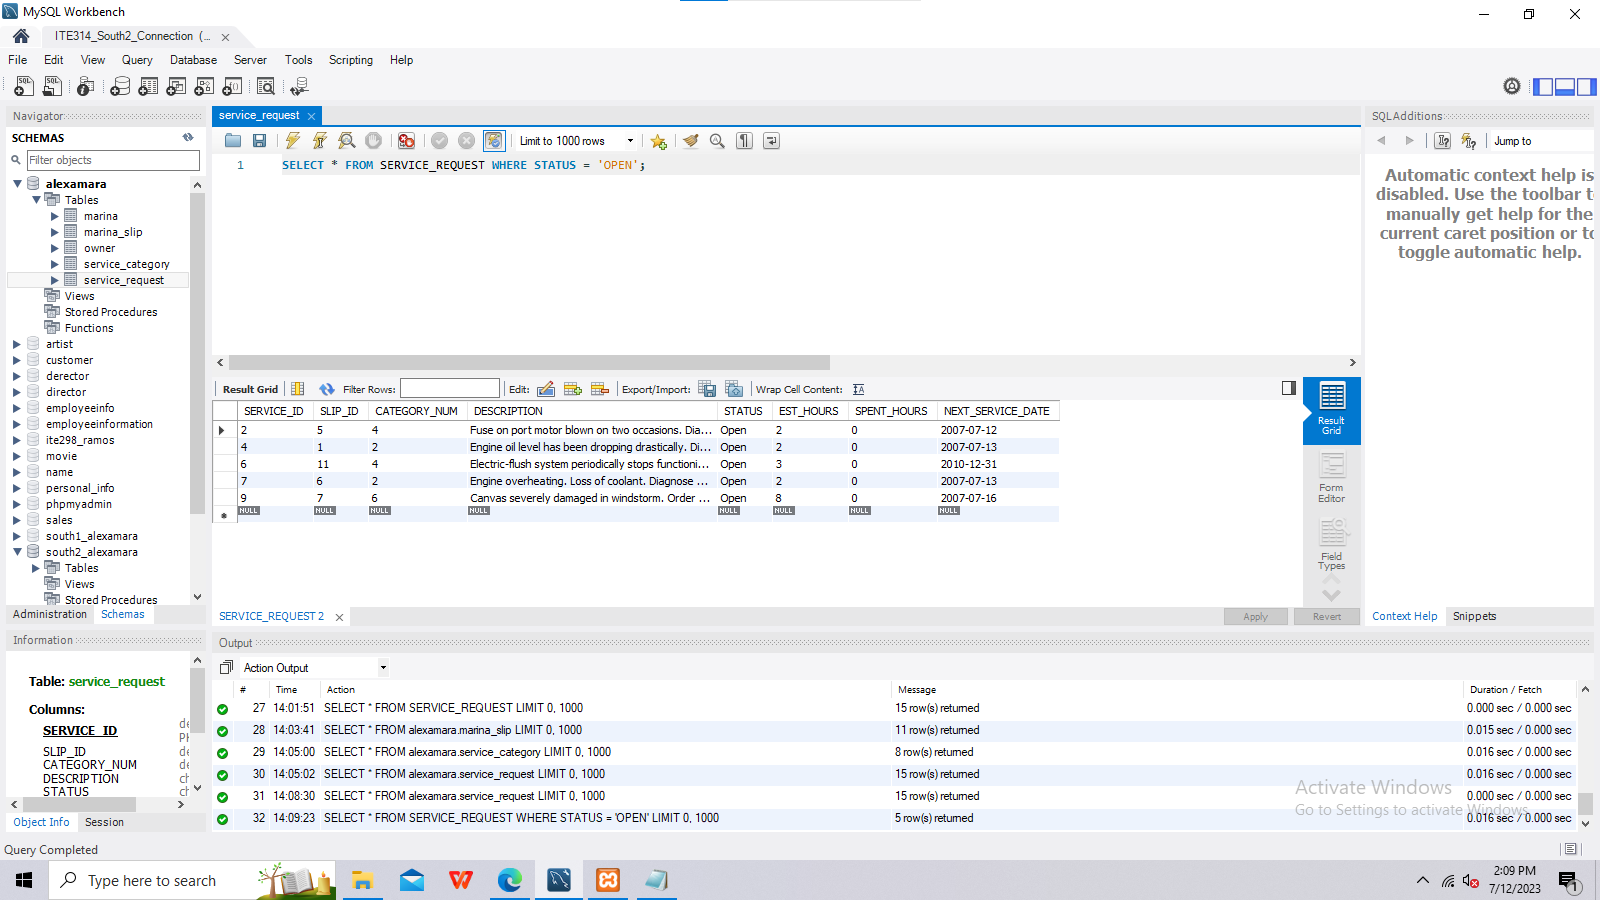 MySQL Workbench
ITE314_South2_Connection (...
File Edit View Query Database Server Tools Scripting Help
Navigator
SCHEMAS
Filter objects
alexamara
Tables
marina
marina_slip
owner
service_category
service_request
Views
Stored Procedures
Functions
artist
customer
derector
director
employeeinfo
employeeinformation
ite298_ramos
movie
name
personal_info
phpmyadmin
sales
south1_alexamara
south2_alexamara
Tables
Views
Stored Procedures
Administration Schemas
Information
Table: service_request
Columns:
SERVICE_ID de
PK
SLIP_ID de
CATEGORY_NUM de
DESCRIPTION ch
STATUS ch
Object Info Session
Query Completed
service_request
Limit to 1000 rows
1 SELECT * FROM SERVICE_REQUEST WHERE STATUS = 'OPEN';
Result Grid Filter Rows: Edit: Export/Import: Wrap Cell Content:
SERVICE_ID SLIP_ID CATEGORY_NUM DESCRIPTION STATUS EST_HOURS SPENT_HOURS NEXT_SERVICE_DATE
2 5 4 Fuse on port motor blown on two occasions. Dia... Open 2 0 2007-07-12
4 1 2 Engine oil level has been dropping drastically. Di... Open 2 0 2007-07-13
6 11 4 Electric-flush system periodically stops functioni... Open 3 0 2010-12-31
7 6 2 Engine overheating. Loss of coolant. Diagnose ... Open 2 0 2007-07-13
9 7 6 Canvas severely damaged in windstorm. Order ... Open 8 0 2007-07-16
NULL NULL NULL NULL NULL NULL NULL NULL
Result
Grid
Form
Editor
Field
Types
SERVICE_REQUEST 2
Apply Revert
SQLAdditions
Jump to
Automatic context help is
disabled. Use the toolbar t
manually get help for the
current caret position or to
toggle automatic help.
Context Help Snippets
Output
Action Output
# Time Action Message Duration / Fetch
27 14:01:51 SELECT * FROM SERVICE_REQUEST LIMIT 0, 1000 15 row(s) returned 0.000 sec / 0.000 sec
28 14:03:41 SELECT * FROM alexamara.marina_slip LIMIT 0, 1000 11 row(s) returned 0.015 sec / 0.000 sec
29 14:05:00 SELECT * FROM alexamara.service_category LIMIT 0, 1000 8 row(s) returned 0.016 sec / 0.000 sec
30 14:05:02 SELECT * FROM alexamara.service_request LIMIT 0, 1000 15 row(s) returned 0.016 sec / 0.000 sec
31 14:08:30 SELECT * FROM alexamara.service_request LIMIT 0, 1000 15 row(s) returned 0.000 sec / 0.000 sec
32 14:09:23 SELECT * FROM SERVICE_REQUEST WHERE STATUS = 'OPEN' LIMIT 0, 1000 5 row(s) returned 0.016 sec / 0.000 sec
Activate Windows
Go to Settings to activate Windows.
Type here to search
2:09 PM
7/12/2023
1